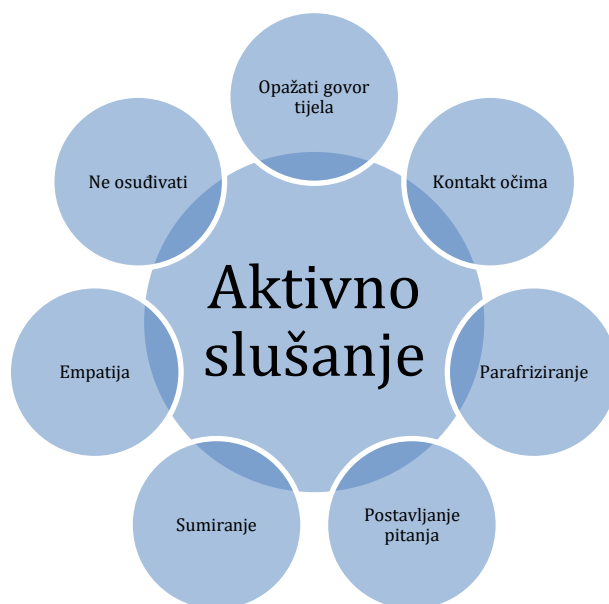 Opažati govor
tijela
Kontakt očima
Parafriziranje
Postavljanje
pitanja
Sumiranje
Empatija
Ne osuđivati
Aktivno
slušanje